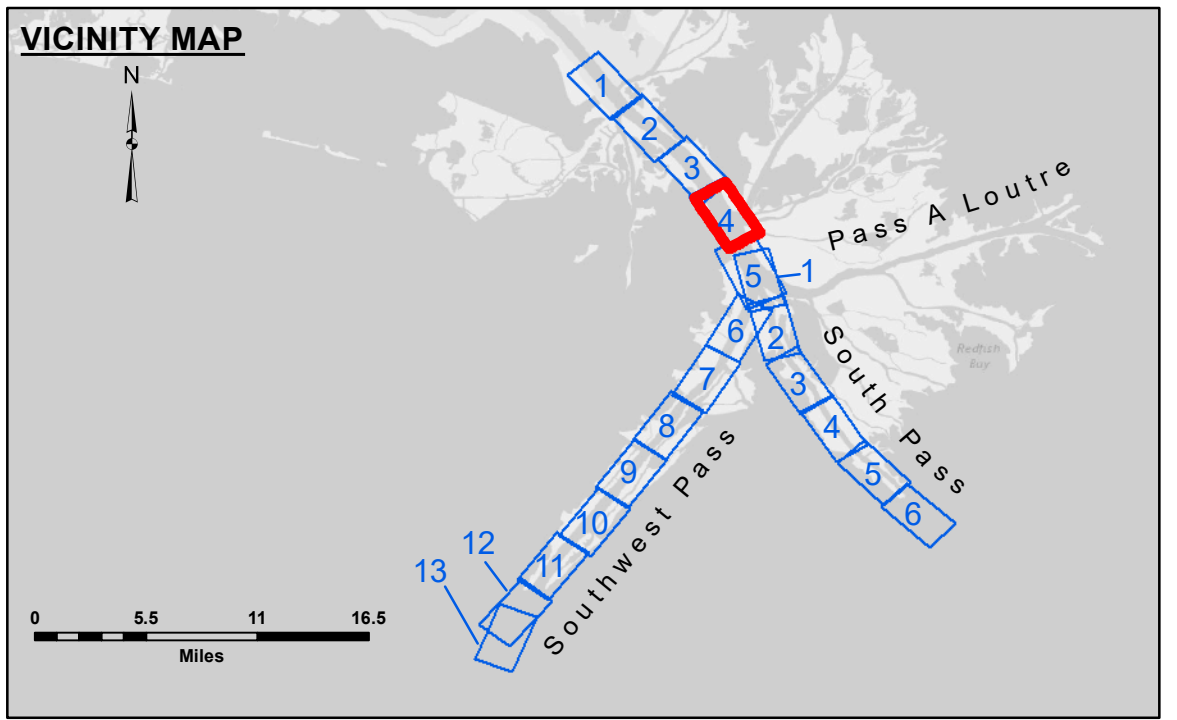 VICINITY MAP
N
1
2
3
4
Pass A Loutre
5
1
6
2
South Pass
Redfish
Bay
7
3
8
4
9
5
10
6
Southwest Pass
12
11
13
0 5.5 11 16.5
Miles